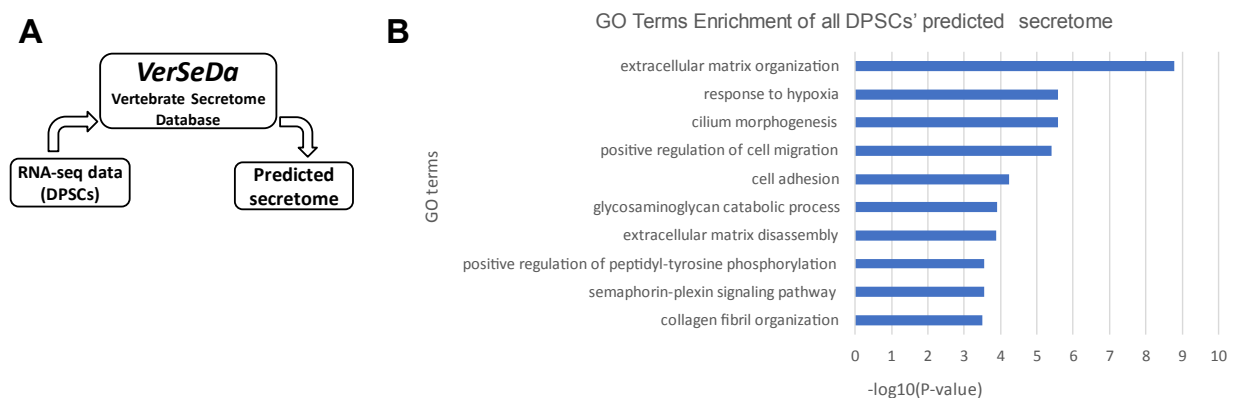 A
VerSeDa
Vertebrate Secretome
Database
RNA-seq data
(DPSCs)
Predicted
secretome
B
GO Terms Enrichment of all DPSCs' predicted secretome
GO terms
extracellular matrix organization
response to hypoxia
cilium morphogenesis
positive regulation of cell migration
cell adhesion
glycosaminoglycan catabolic process
extracellular matrix disassembly
positive regulation of peptidyl-tyrosine phosphorylation
semaphorin-plexin signaling pathway
collagen fibril organization
0 1 2 3 4 5 6 7 8 9 10
-log10(P-value)